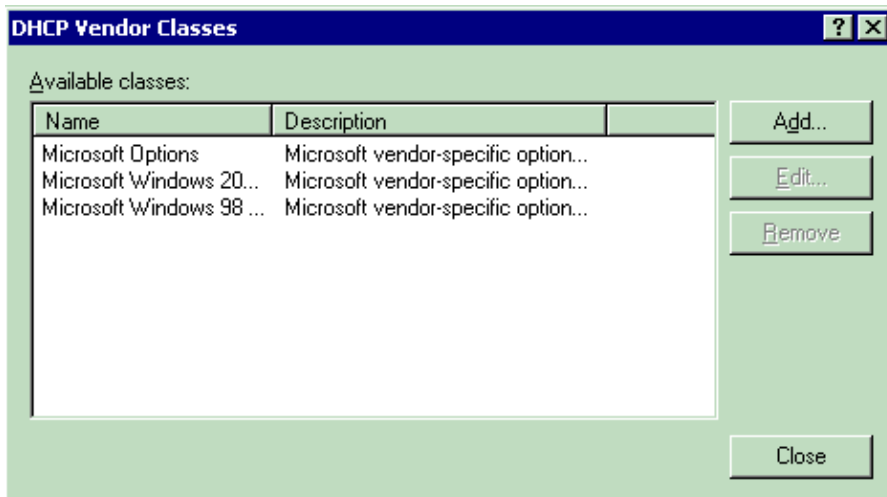 DHCP Vendor Classes
Available classes:
Name Description
Microsoft Options Microsoft vendor-specific option...
Microsoft Windows 20... Microsoft vendor-specific option...
Microsoft Windows 98 ... Microsoft vendor-specific option...
Add...
Edit...
Remove
Close